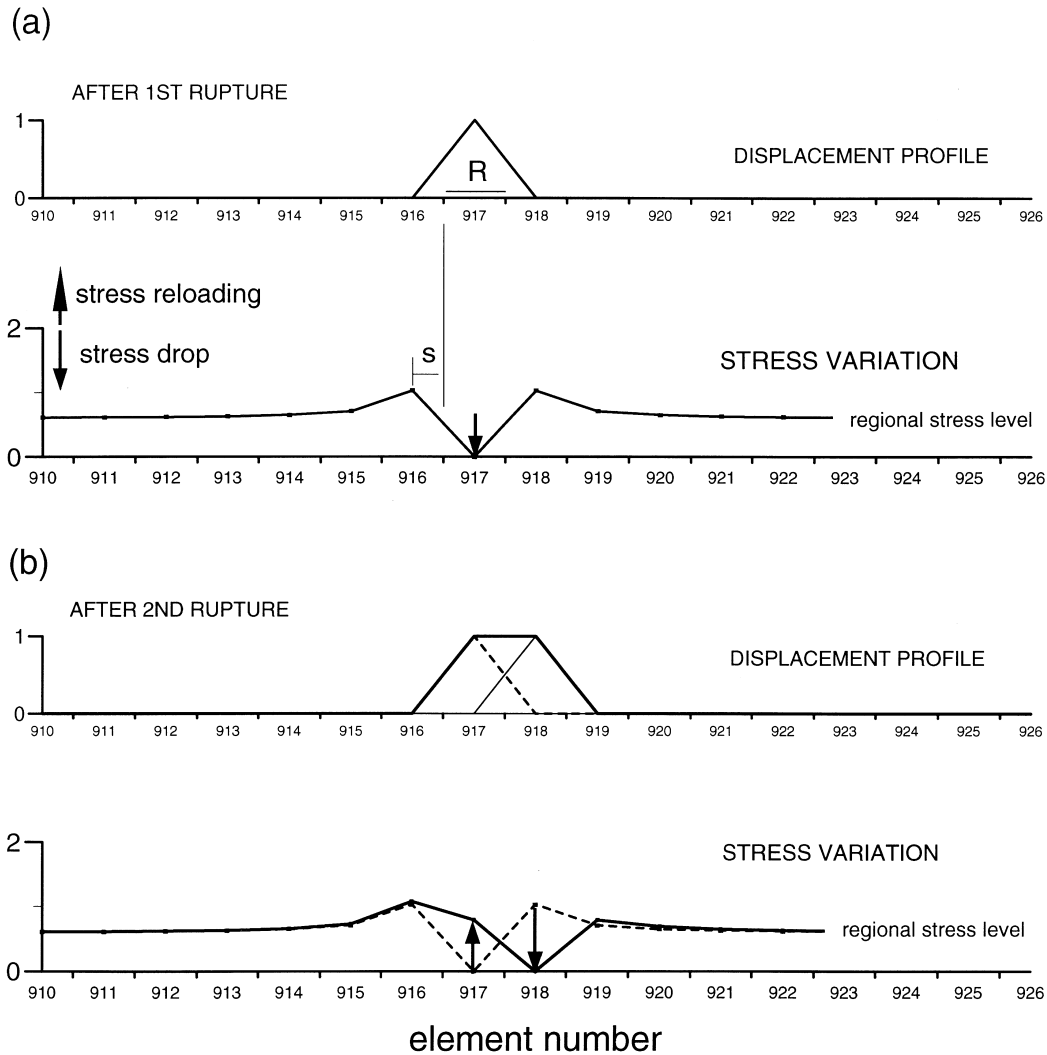 (a)
AFTER 1ST RUPTURE
1
DISPLACEMENT PROFILE
R
0
910 911 912 913 914 915 916 917 918 919 920 921 922 923 924 925 926
stress reloading
2
stress drop
s
STRESS VARIATION
regional stress level
0
910 911 912 913 914 915 916 917 918 919 920 921 922 923 924 925 926
(b)
AFTER 2ND RUPTURE
1
DISPLACEMENT PROFILE
0
910 911 912 913 914 915 916 917 918 919 920 921 922 923 924 925 926
2
STRESS VARIATION
regional stress level
0
910 911 912 913 914 915 916 917 918 919 920 921 922 923 924 925 926
element number